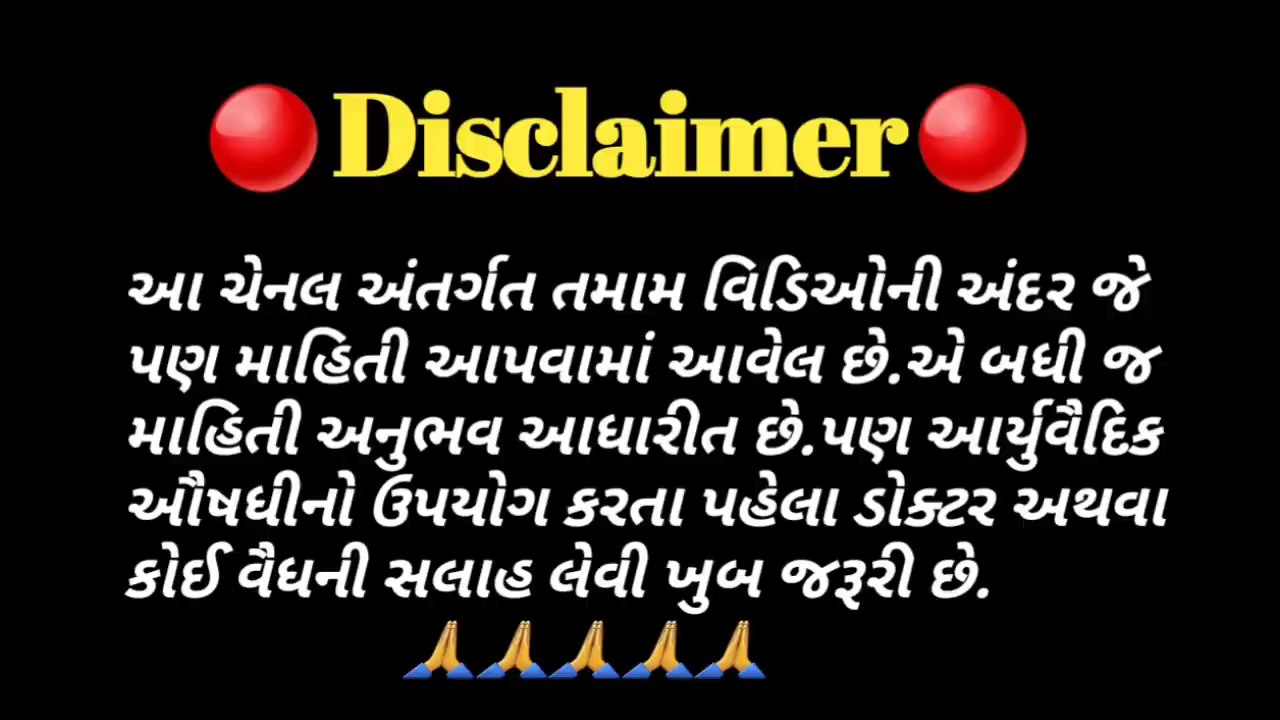 🔴Disclaimer🔴
આ ચેનલ અંતર્ગત તમામ વિડિઓની અંદર જે
પણ માહિતી આપવામાં આવેલ છે.એ બધી જ
માહિતી અનુભવ આધારીત છે.પણ આર્યુવૈદિક
ઔષધીનો ઉપયોગ કરતા પહેલા ડોક્ટર અથવા
કોઈ વૈધની સલાહ લેવી ખુબ જરૂરી છે.
🙏🙏🙏🙏🙏